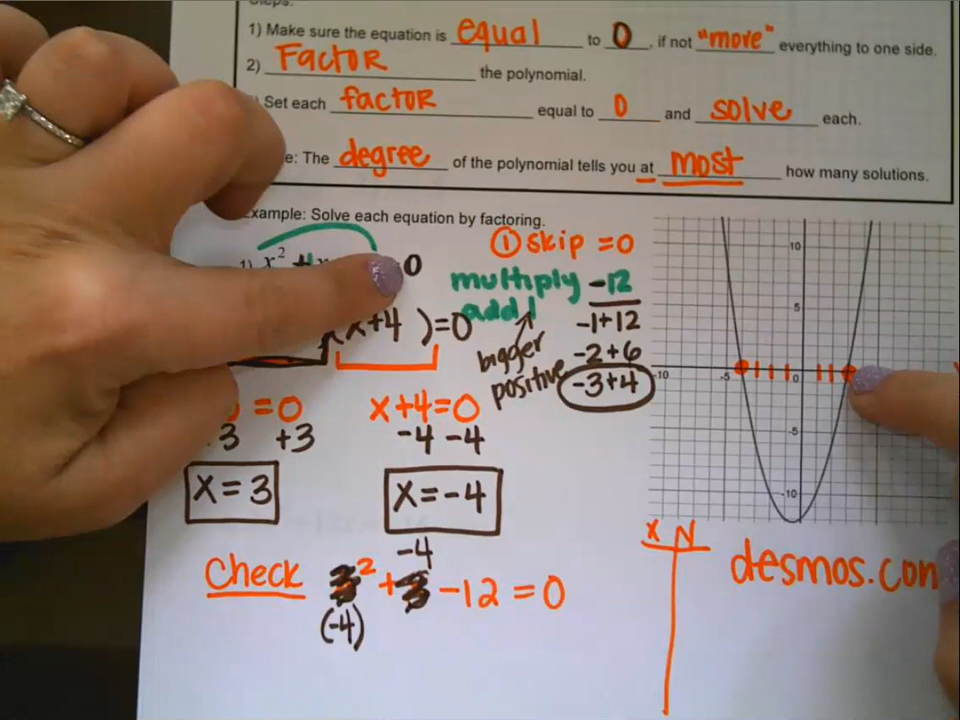 Steps:
1) Make sure the equation is equal to 0, if not "move" everything to one side.
2) Factor the polynomial.
Set each factor equal to 0 and solve each.
e: The degree of the polynomial tells you at most how many solutions.
Example: Solve each equation by factoring.
① skip =0
1) x² + 0
multiply -12
add
-1+12
(x+4 )=0
bigger positive
-2+6
-3+4
=0
x+4=0
3 +3
-4 -4
x=3
x=-4
10
5
-10
-5
0
-5
-10
-4
Check 3² + 3 -12 = 0
(-4)
X
desmos.con